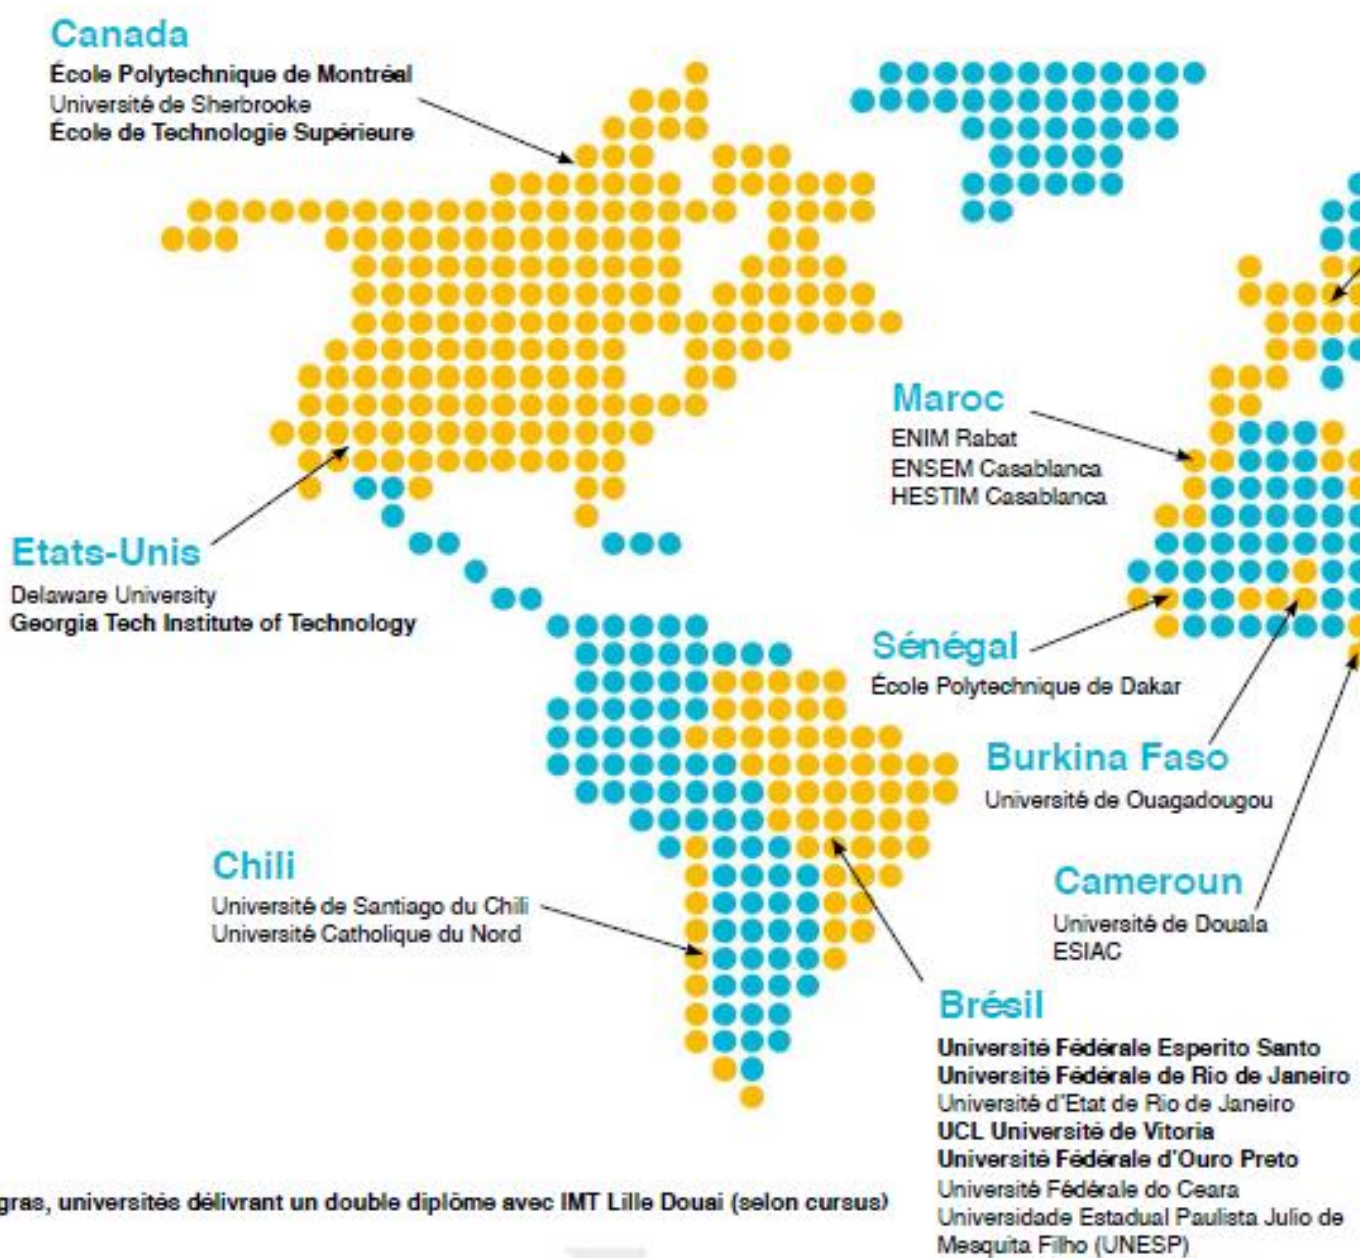 Canada
École Polytechnique de Montréal
Université de Sherbrooke
École de Technologie Supérieure
Maroc
ENIM Rabat
ENSEM Casablanca
HESTIM Casablanca
Etats-Unis
Delaware University
Georgia Tech Institute of Technology
Sénégal
École Polytechnique de Dakar
Burkina Faso
Université de Ouagadougou
Chili
Université de Santiago du Chili
Université Catholique du Nord
Cameroun
Université de Douala
ESIAC
Brésil
Université Fédérale Esperito Santo
Université Fédérale de Rio de Janeiro
Université d'Etat de Rio de Janeiro
UCL Université de Vitoria
Université Fédérale d'Ouro Preto
Université Fédérale do Ceara
Universidade Estadual Paulista Julio de
Mesquita Filho (UNESP)
gras, universités délivrant un double diplôme avec IMT Lille Douai (selon cursus)